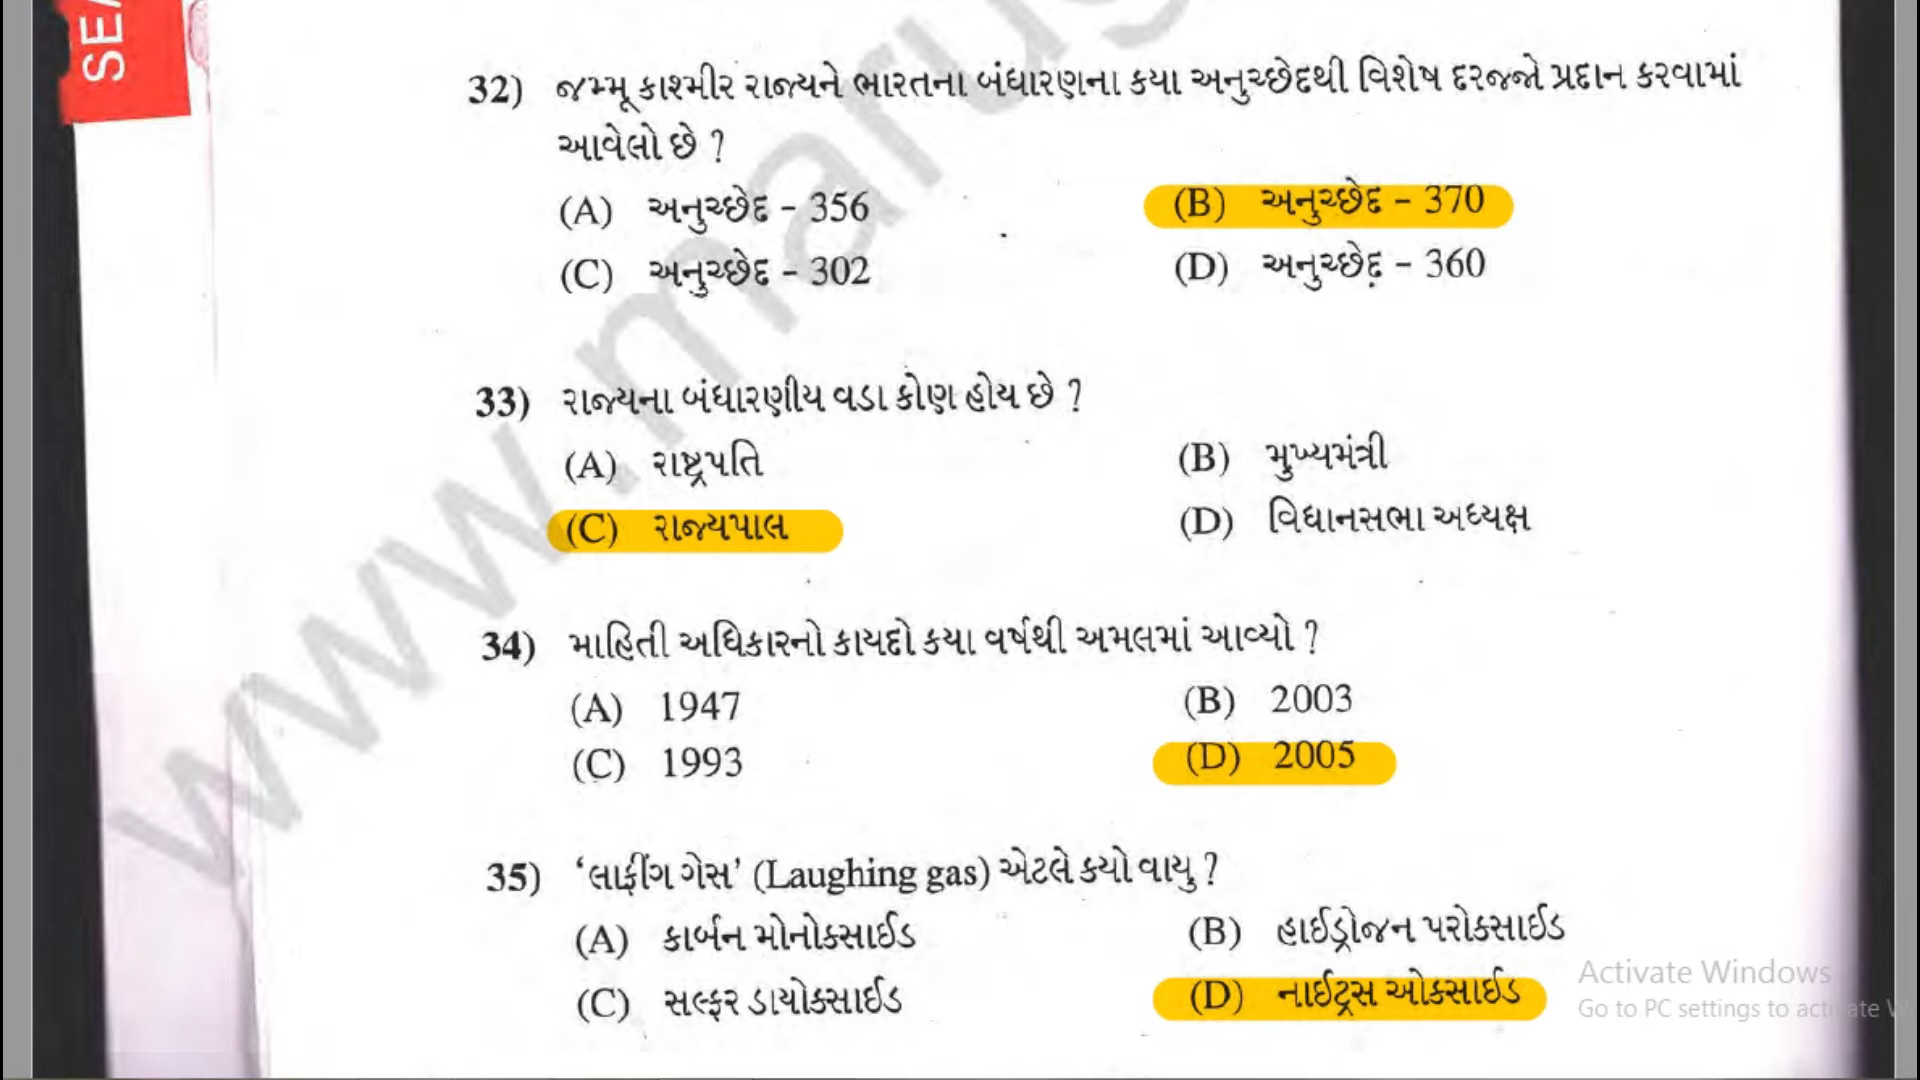 SE
www.marug
32) જમ્મૂ કાશ્મીર રાજ્યને ભારતના બંધારણના કયા અનુચ્છેદથી વિશેષ દરજ્જો પ્રદાન કરવામાં
આવેલો છે ?
(A) અનુચ્છેદ - 356 (B) અનુચ્છેદ - 370
(C) અનુચ્છેદ - 302 (D) અનુચ્છેદ - 360
33) રાજ્યના બંધારણીય વડા કોણ હોય છે ?
(A) રાષ્ટ્રપતિ (B) મુખ્યમંત્રી
(C) રાજ્યપાલ (D) વિધાનસભા અધ્યક્ષ
34) માહિતી અધિકારનો કાયદો કયા વર્ષથી અમલમાં આવ્યો ?
(A) 1947 (B) 2003
(C) 1993 (D) 2005
35) ‘લાફીંગ ગેસ’ (Laughing gas) એટલે કયો વાયુ ?
(A) કાર્બન મોનોક્સાઈડ (B) હાઈડ્રોજન પરોક્સાઈડ
(C) સલ્ફર ડાયોક્સાઈડ (D) નાઈટ્રસ ઓક્સાઈડ
Activate Windows
Go to PC settings to activate W